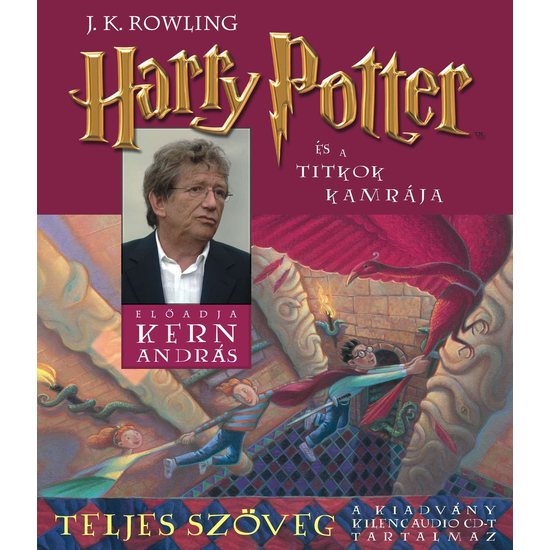 J. K. ROWLING
Harry Potter
ÉS A
TITKOK
KAMRÁJA
ELŐADJA
KERN
ANDRÁS
TELJES SZÖVEG
A KIADVÁNY
KILENC AUDIO CD-T
TARTALMAZ